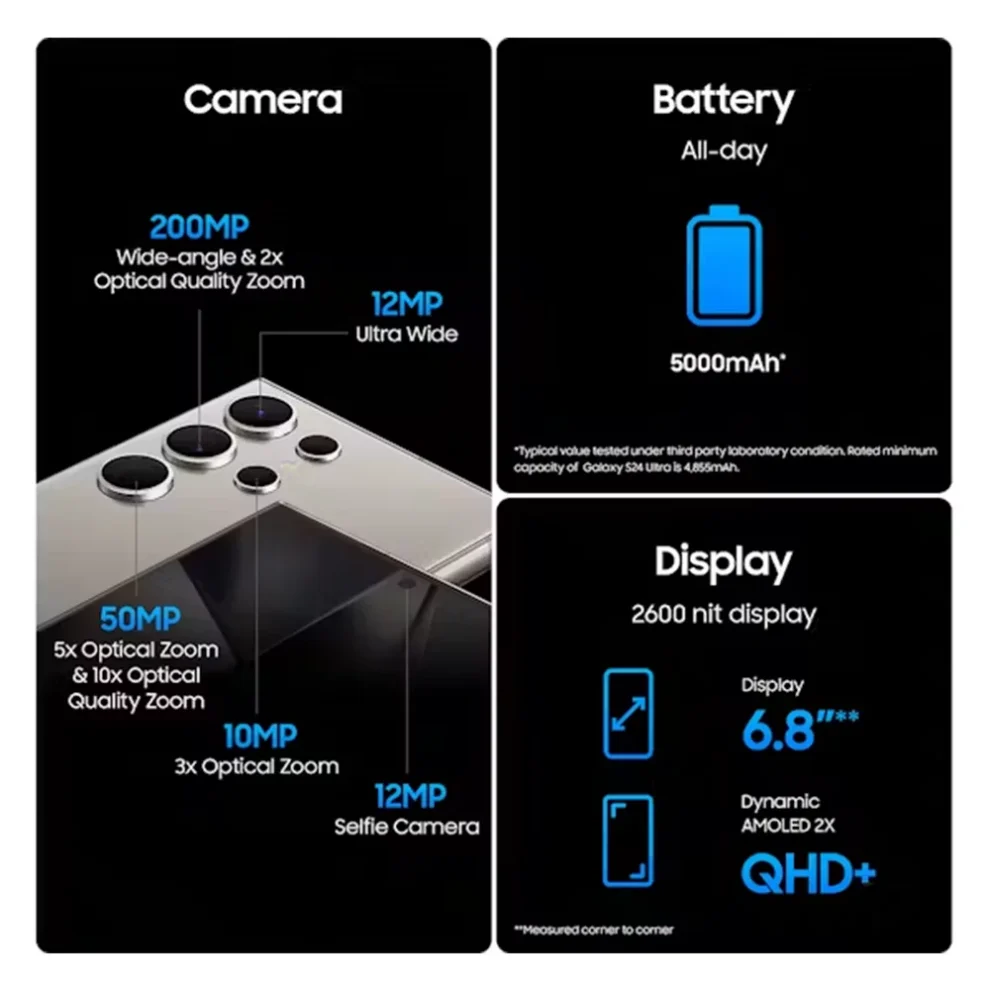 Camera
200MP
Wide-angle & 2x
Optical Quality Zoom
12MP
Ultra Wide
50MP
5x Optical Zoom
& 10x Optical
Quality Zoom
10MP
3x Optical Zoom
12MP
Selfie Camera
Battery
All-day
5000mAh*
*Typical value tested under third party laboratory condition. Rated minimum
capacity of Galaxy S24 Ultra is 4,855mAh.
Display
2600 nit display
Display
6.8"**
Dynamic
AMOLED 2X
QHD+
**Measured corner to corner